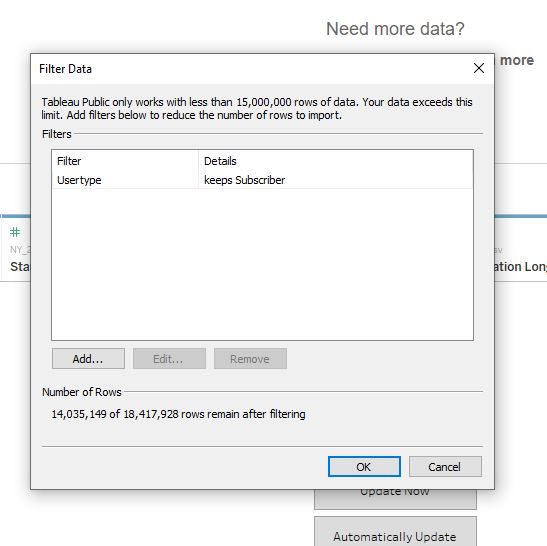 Need more data?
more
Filter Data
Tableau Public only works with less than 15,000,000 rows of data. Your data exceeds this
limit. Add filters below to reduce the number of rows to import.
Filters
Filter Details
Usertype keeps Subscriber
#
NY_2 sv
Sta ation Long
Add... Edit... Remove
Number of Rows
14,035,149 of 18,417,928 rows remain after filtering
OK Cancel
Update Now
Automatically Update